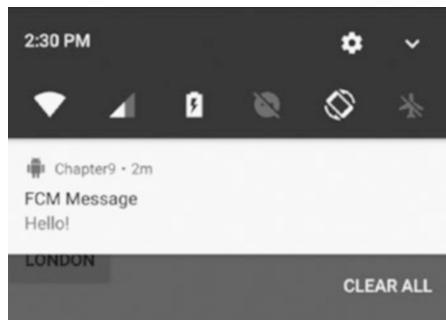 2:30 PM
Chapter9 • 2m
FCM Message
Hello!
LONDON
CLEAR ALL